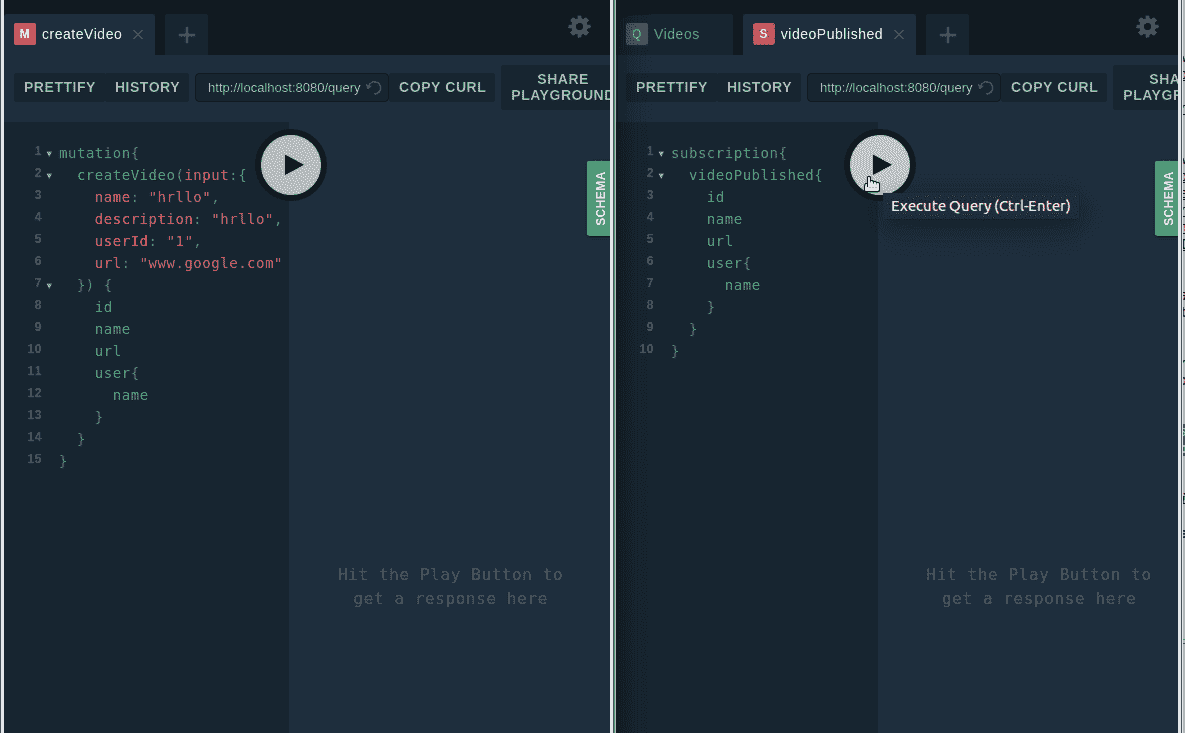 M createVideo × +
PRETTIFY HISTORY http://localhost:8080/query COPY CURL SHARE
PLAYGROUND
1 mutation{
2 createVideo(input:{
3 name: "hrllo",
4 description: "hrllo",
5 userId: "1",
6 url: "www.google.com"
7 }) {
8 id
9 name
10 url
11 user{
12 name
13 }
14 }
15 }
SCHEMA
Hit the Play Button to
get a response here
Q Videos S videoPublished × +
PRETTIFY HISTORY http://localhost:8080/query COPY CURL SHA
PLAYGR
1 subscription{
2 videoPublished{
3 id
4 name
5 url
6 user{
7 name
8 }
9 }
10 }
Execute Query (Ctrl-Enter)
SCHEMA
Hit the Play Button to
get a response here